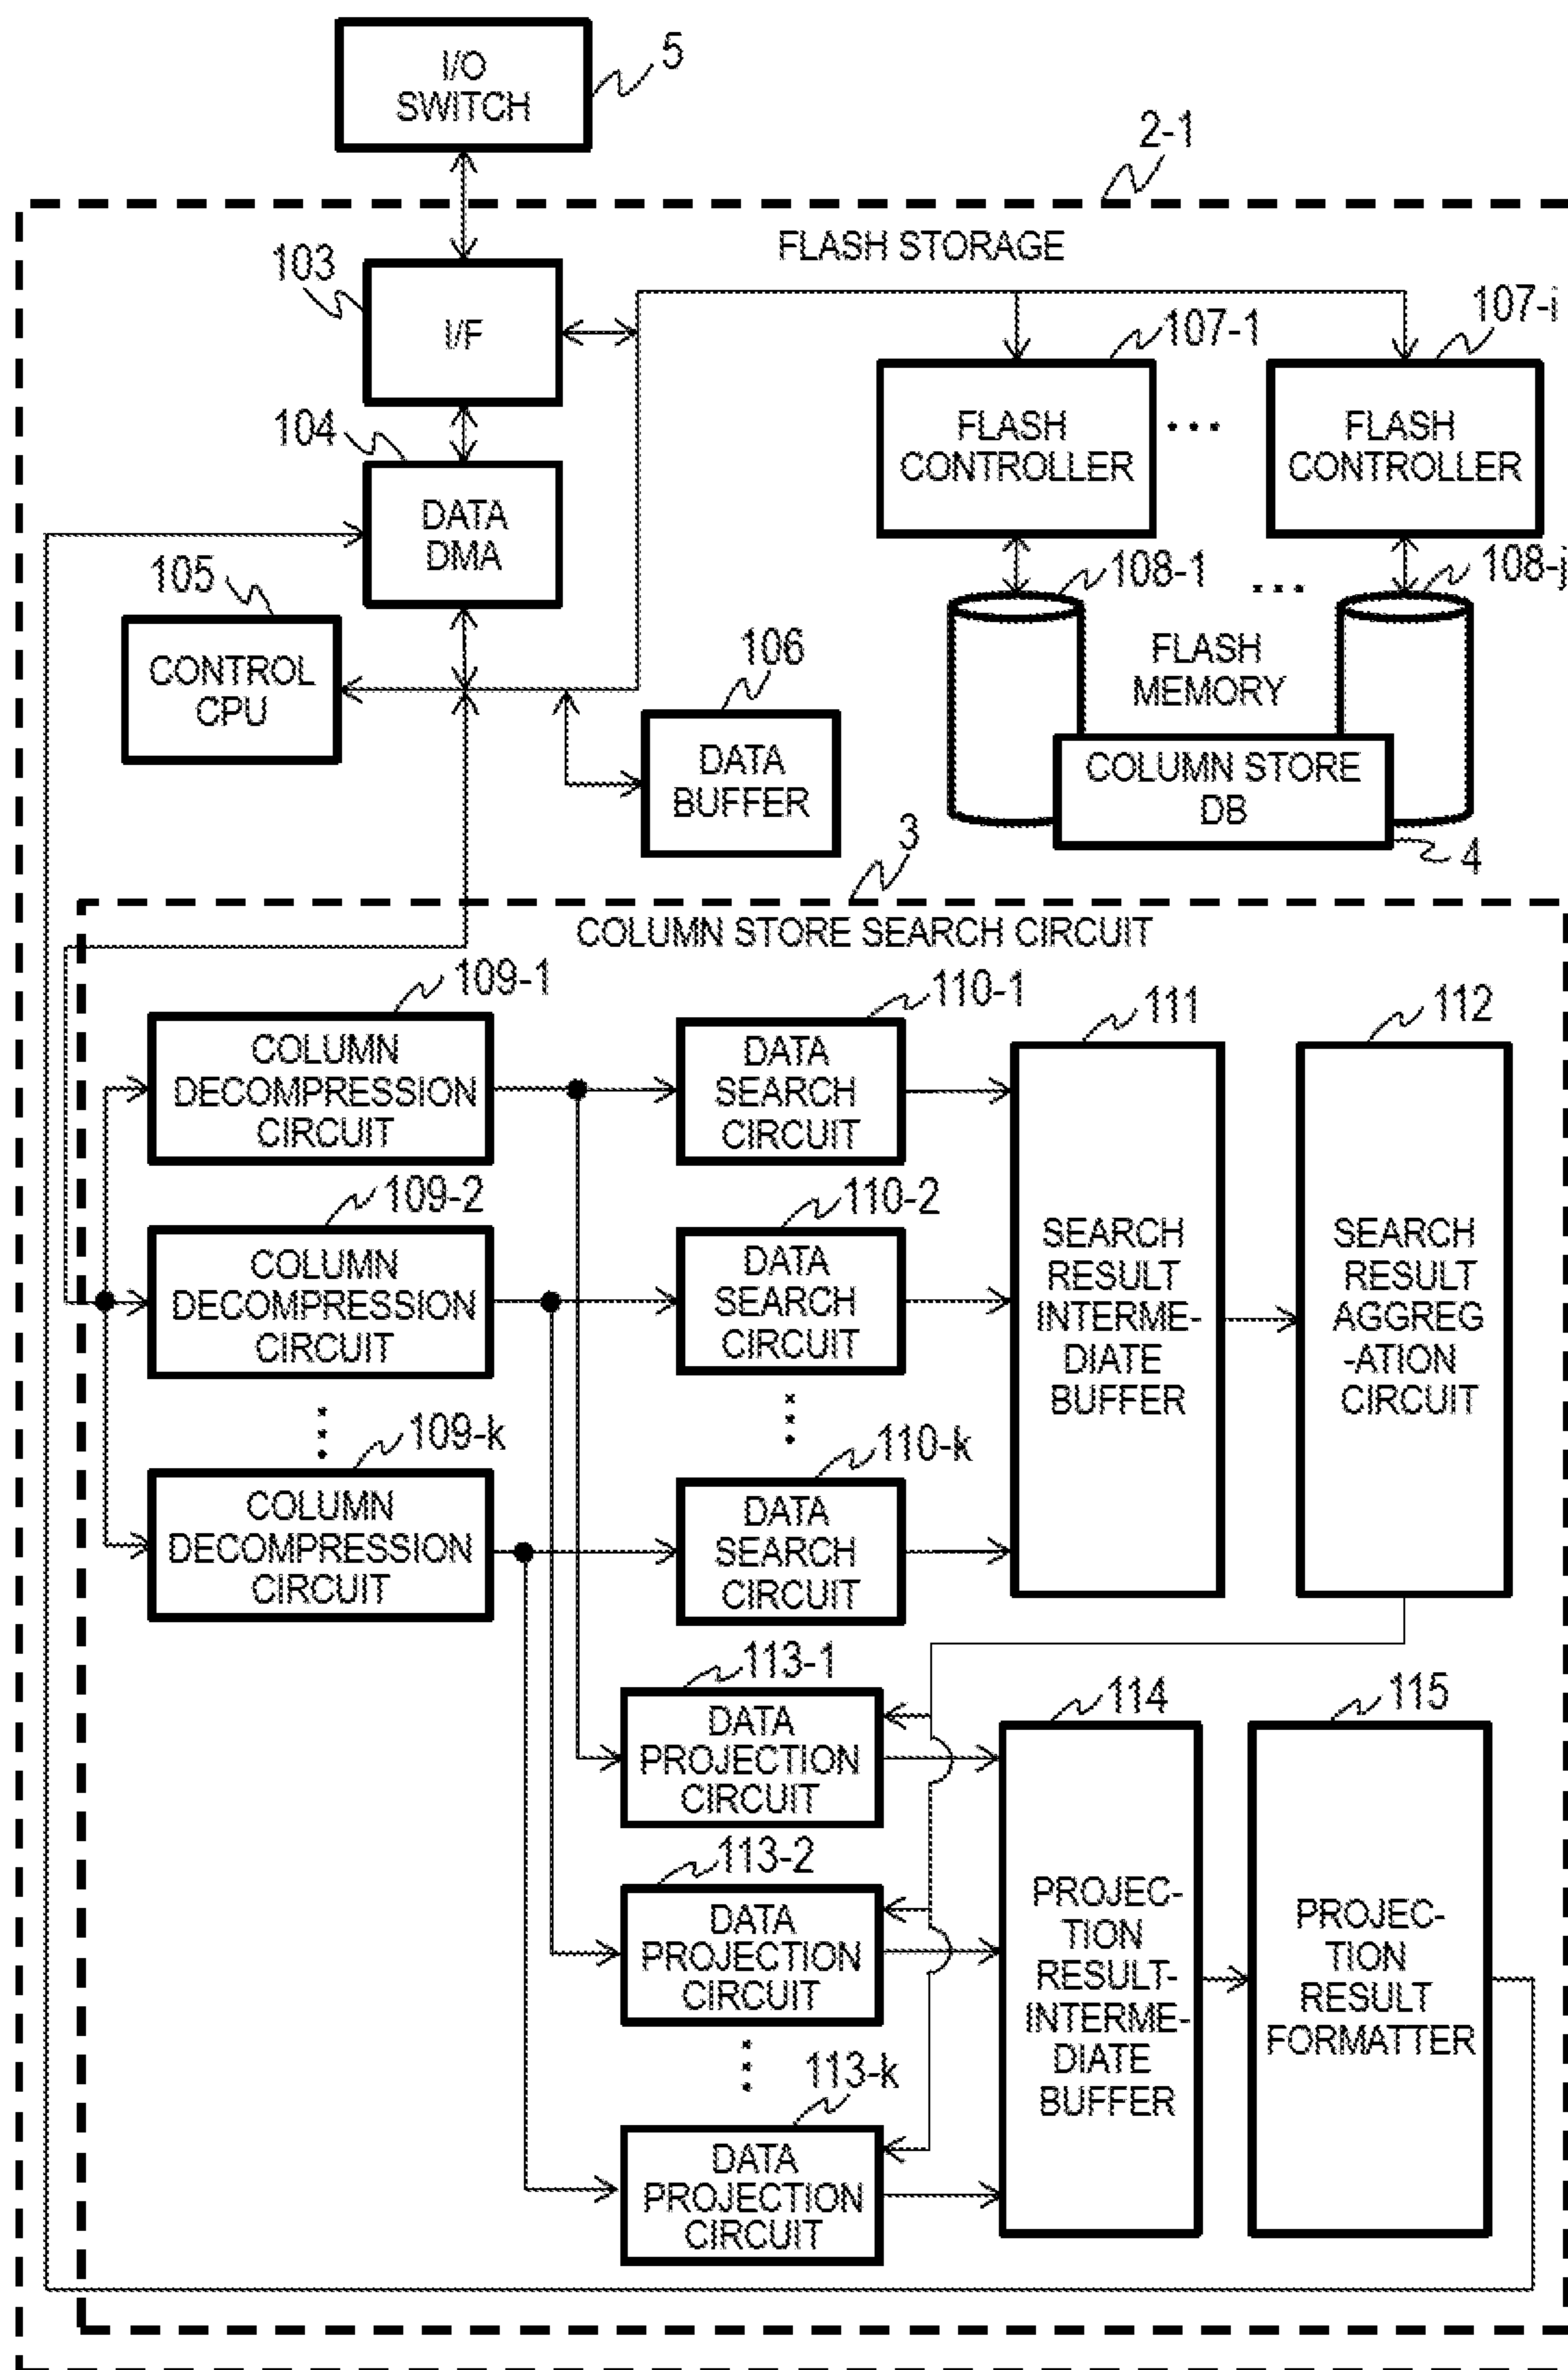 I/O
SWITCH
5
2-1
FLASH STORAGE
103
I/F
107-1
107-i
FLASH
CONTROLLER
...
FLASH
CONTROLLER
104
DATA
DMA
105
CONTROL
CPU
106
DATA
BUFFER
108-1
...
108-j
FLASH
MEMORY
COLUMN STORE
DB
4
3
COLUMN STORE SEARCH CIRCUIT
109-1
COLUMN
DECOMPRESSION
CIRCUIT
110-1
DATA
SEARCH
CIRCUIT
111
112
109-2
COLUMN
DECOMPRESSION
CIRCUIT
110-2
DATA
SEARCH
CIRCUIT
SEARCH
RESULT
INTERME-
DIATE
BUFFER
SEARCH
RESULT
AGGREG
-ATION
CIRCUIT
109-k
COLUMN
DECOMPRESSION
CIRCUIT
110-k
DATA
SEARCH
CIRCUIT
113-1
DATA
PROJECTION
CIRCUIT
114
115
113-2
DATA
PROJECTION
CIRCUIT
PROJEC-
TION
RESULT-
INTERME-
DIATE
BUFFER
PROJEC-
TION
RESULT
FORMATTER
113-k
DATA
PROJECTION
CIRCUIT